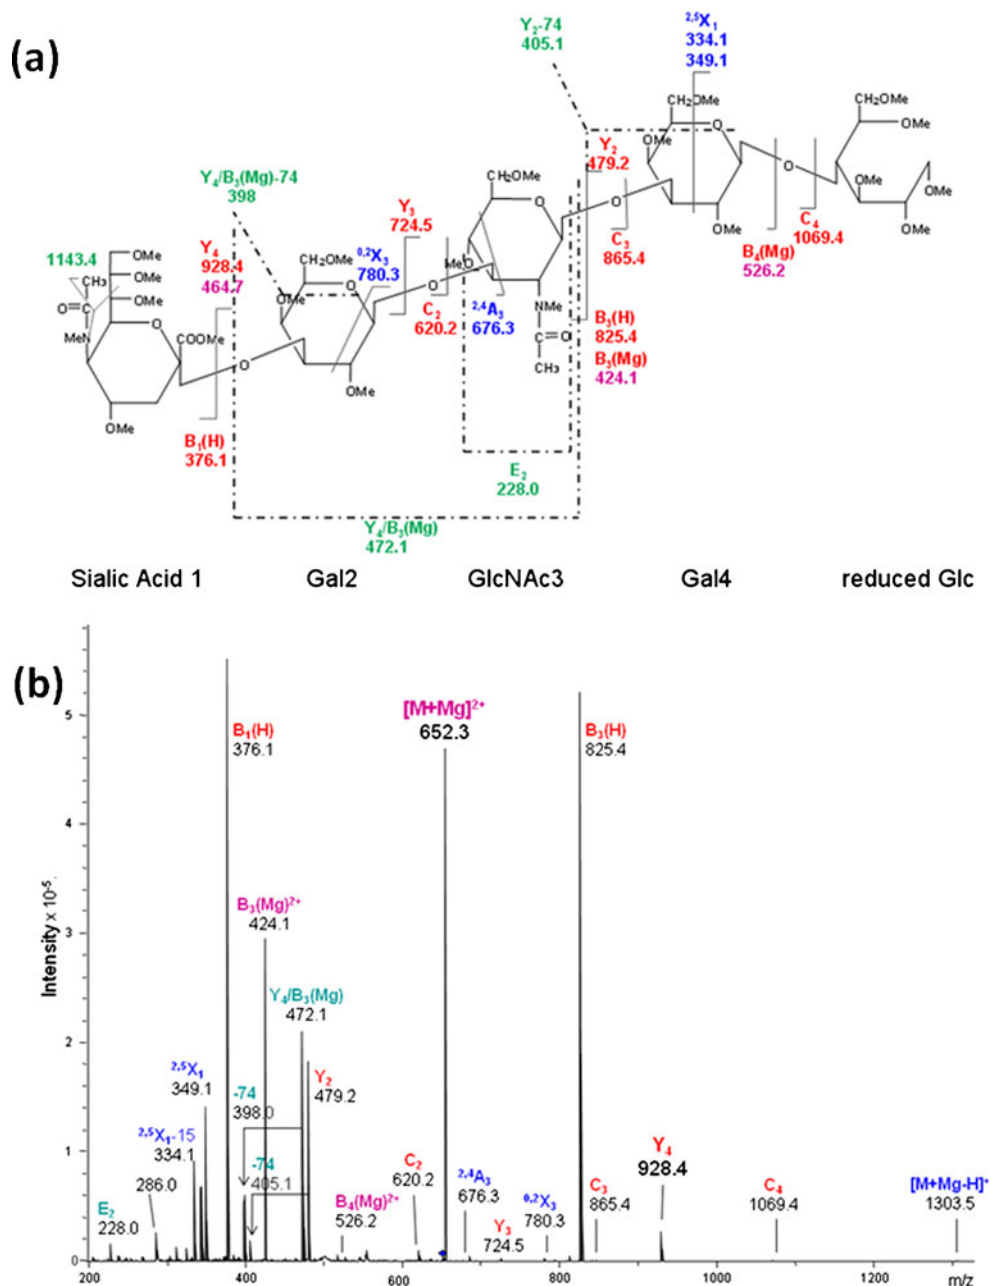 (a)
Y2-74
405.1
2,5X1
334.1
349.1
CH2OMe
OMe
CH2OMe
OMe
OMe
OMe
OMe
OMe
OMe
O
O
O
Y2
479.2
C3
865.4
B4(Mg)
526.2
C4
1069.4
Y4/B3(Mg)-74
398
Y3
724.5
CH2OMe
O
MeO
NMe
C
O
CH3
B3(H)
825.4
B3(Mg)
424.1
1143.4
Y4
928.4
464.7
0,2X3
780.3
C2
620.2
2,4A3
676.3
OMe
OMe
OMe
CH3
O=C
MeN
O
COOMe
OMe
OMe
O
CH2OMe
OMe
O
OMe
O
B1(H)
376.1
E2
228.0
Y4/B3(Mg)
472.1
Sialic Acid 1 Gal2 GlcNAc3 Gal4 reduced Glc
(b)
Intensity x 10-5
5
4
3
2
1
0
B1(H)
376.1
[M+Mg]2+
652.3
B3(H)
825.4
B3(Mg)2+
424.1
Y4/B3(Mg)
472.1
2,5X1
349.1
-74
398.0
Y2
479.2
2,5X1-15
334.1
-74
405.1
E2
228.0
286.0
B4(Mg)2+
526.2
C2
620.2
2,4A3
676.3
Y3
724.5
0,2X3
780.3
C3
865.4
Y4
928.4
C4
1069.4
[M+Mg-H]+
1303.5
200 400 600 800 1000 1200 m/z